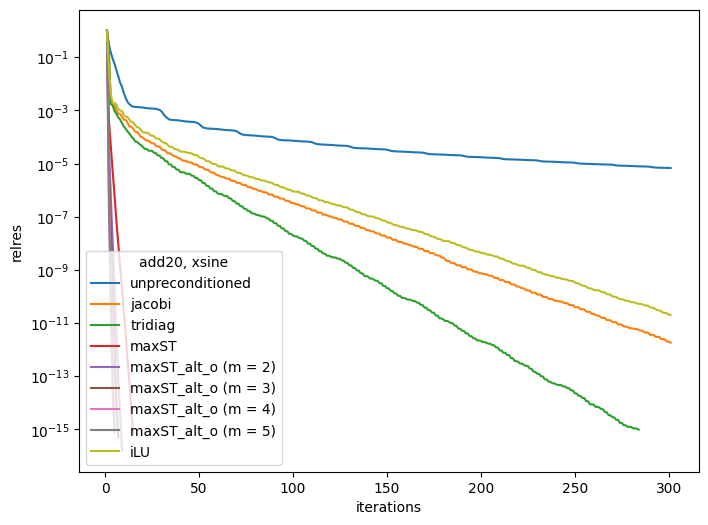 10⁻¹
10⁻³
10⁻⁵
10⁻⁷
10⁻⁹
10⁻¹¹
10⁻¹³
10⁻¹⁵
relres
add20, xsine
unpreconditioned
jacobi
tridiag
maxST
maxST_alt_o (m = 2)
maxST_alt_o (m = 3)
maxST_alt_o (m = 4)
maxST_alt_o (m = 5)
iLU
0 50 100 150 200 250 300
iterations